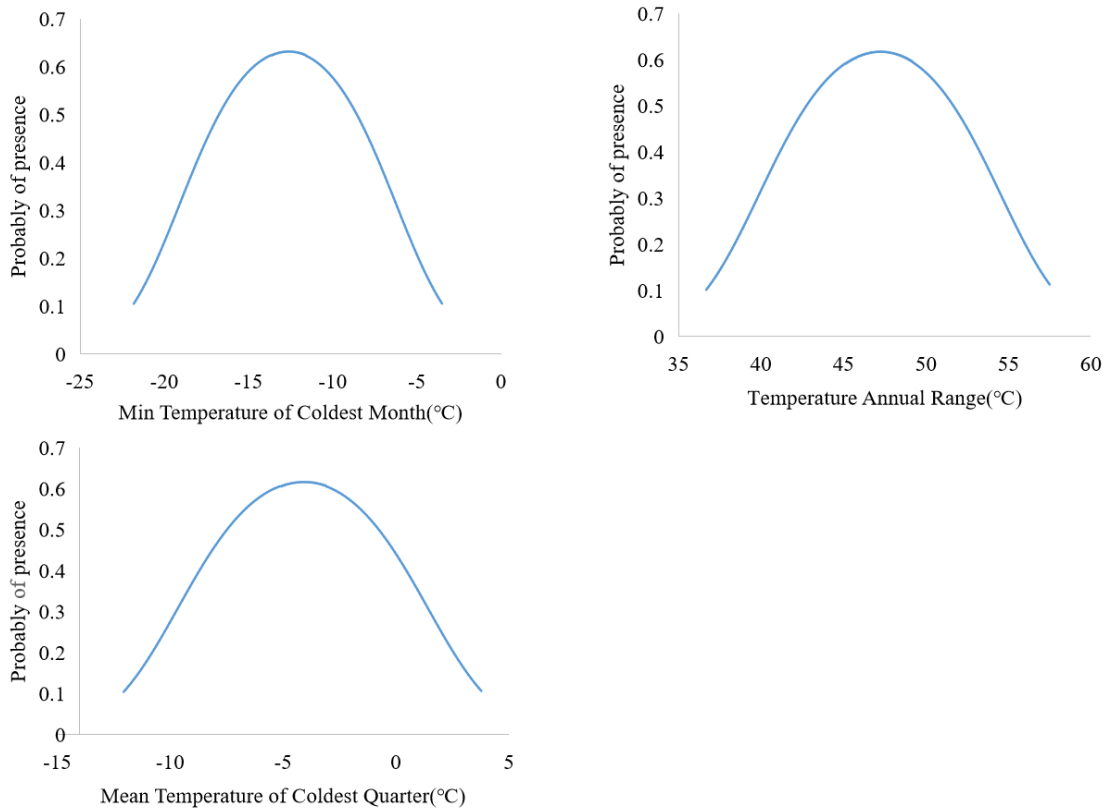 0.7
0.6
0.5
0.4
0.3
0.2
0.1
0
Probably of presence
-25 -20 -15 -10 -5 0
Min Temperature of Coldest Month(℃)
0.7
0.6
0.5
0.4
0.3
0.2
0.1
0
Probably of presence
35 40 45 50 55 60
Temperature Annual Range(℃)
0.7
0.6
0.5
0.4
0.3
0.2
0.1
0
Probably of presence
-15 -10 -5 0 5
Mean Temperature of Coldest Quarter(℃)